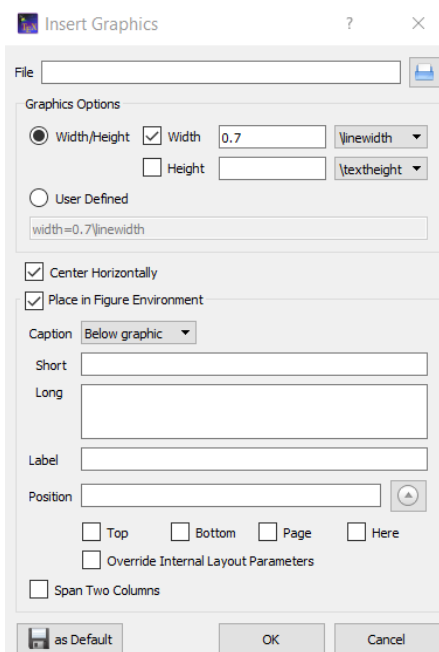 TEX Insert Graphics ?
File
Graphics Options
Width/Height Width 0.7 \linewidth
Height \textheight
User Defined
width=0.7\linewidth
Center Horizontally
Place in Figure Environment
Caption Below graphic
Short
Long
Label
Position
Top Bottom Page Here
Override Internal Layout Parameters
Span Two Columns
as Default OK Cancel